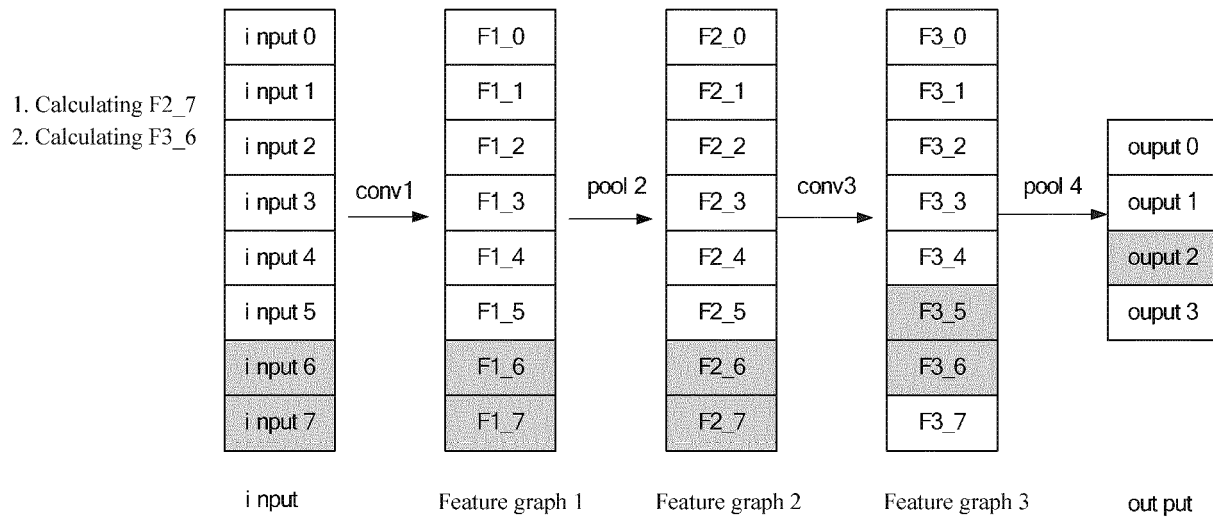 1. Calculating F2_7
2. Calculating F3_6
i nput 0
i nput 1
i nput 2
i nput 3
i nput 4
i nput 5
i nput 6
i nput 7
i nput
conv1
F1_0
F1_1
F1_2
F1_3
F1_4
F1_5
F1_6
F1_7
Feature graph 1
pool 2
F2_0
F2_1
F2_2
F2_3
F2_4
F2_5
F2_6
F2_7
Feature graph 2
conv3
F3_0
F3_1
F3_2
F3_3
F3_4
F3_5
F3_6
F3_7
Feature graph 3
pool 4
ouput 0
ouput 1
ouput 2
ouput 3
out put